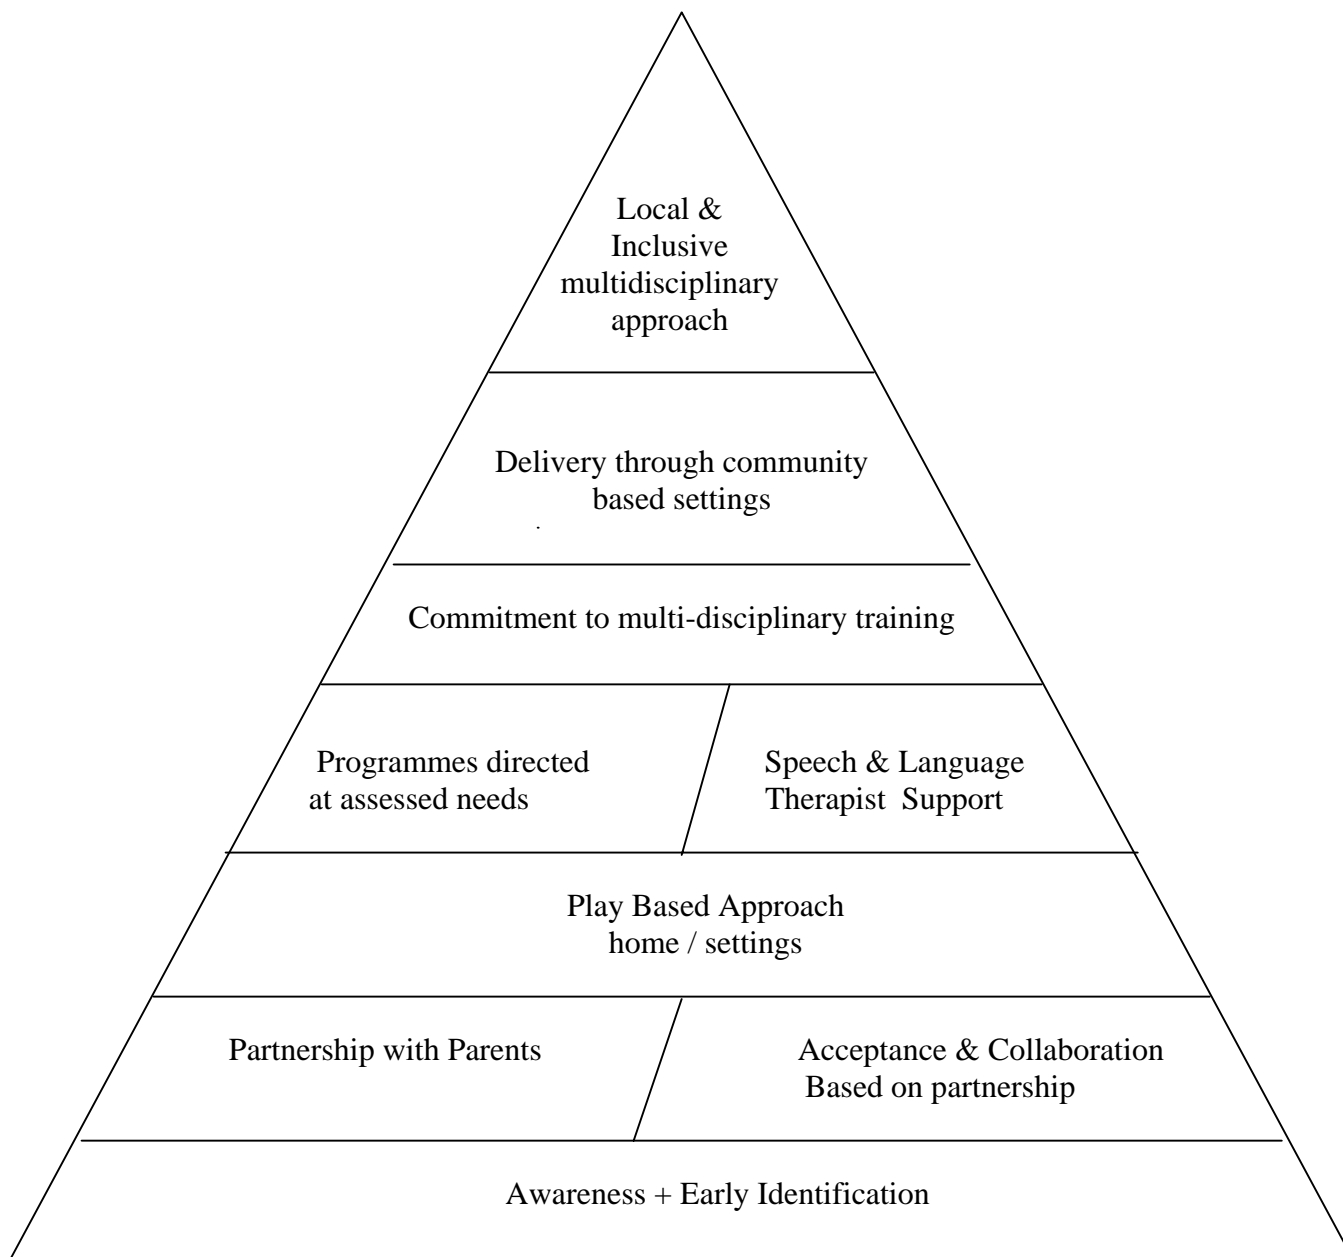 Local &
Inclusive
multidisciplinary
approach
Delivery through community
based settings
Commitment to multi-disciplinary training
Programmes directed
at assessed needs
Speech & Language
Therapist Support
Play Based Approach
home / settings
Partnership with Parents
Acceptance & Collaboration
Based on partnership
Awareness + Early Identification